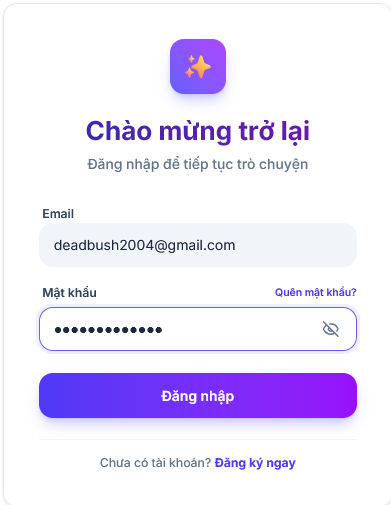 Chào mừng trở lại
Đăng nhập để tiếp tục trò chuyện
Email
deadbush2004@gmail.com
Mật khẩu
Quên mật khẩu?
••••••••••••••
Đăng nhập
Chưa có tài khoản? Đăng ký ngay